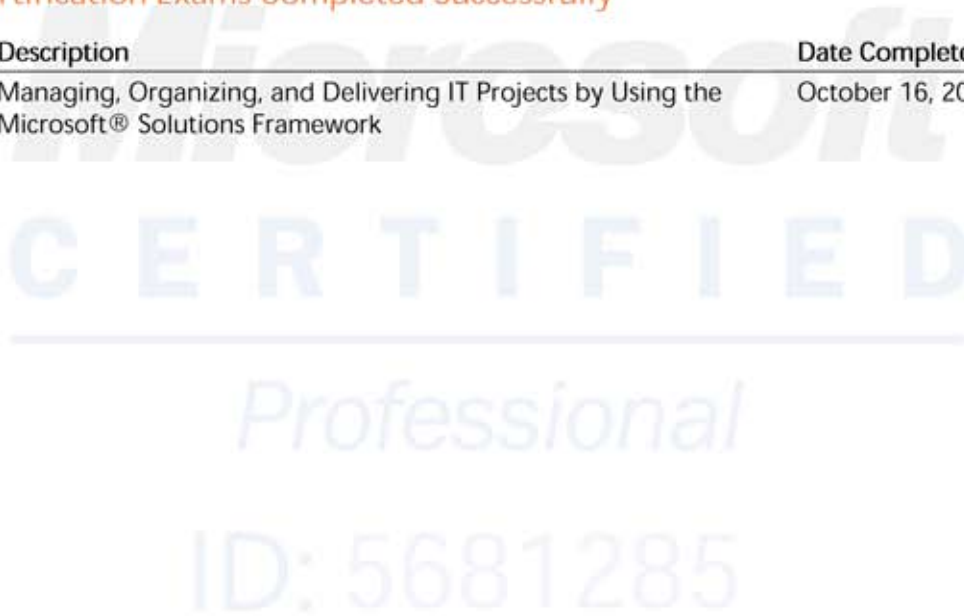 rtification Exams Completed Successfully
Description Date Complete
Managing, Organizing, and Delivering IT Projects by Using the October 16, 20
Microsoft® Solutions Framework
Microsoft
CERTIFIED
Professional
ID: 5681285